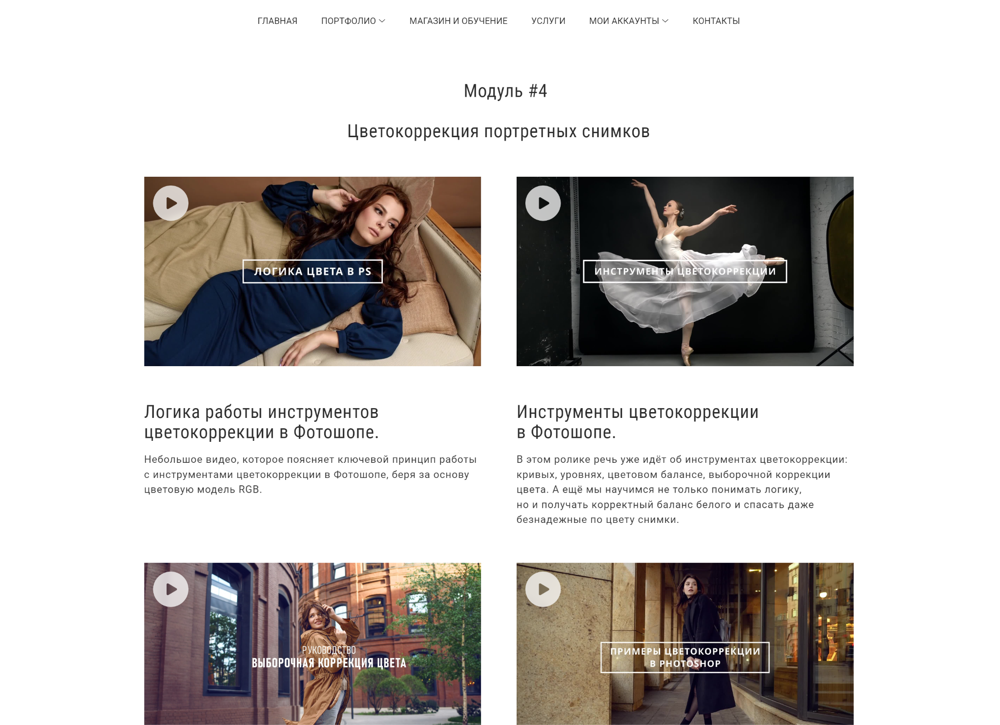 ГЛАВНАЯ ПОРТФОЛИО МАГАЗИН И ОБУЧЕНИЕ УСЛУГИ МОИ АККАУНТЫ КОНТАКТЫ
Модуль #4
Цветокоррекция портретных снимков
ЛОГИКА ЦВЕТА В PS
ИНСТРУМЕНТЫ ЦВЕТОКОРРЕКЦИИ
Логика работы инструментов
цветокоррекции в Фотошопе.
Небольшое видео, которое поясняет ключевой принцип работы
с инструментами цветокоррекции в Фотошопе, беря за основу
цветовую модель RGB.
Инструменты цветокоррекции
в Фотошопе.
В этом ролике речь уже идёт об инструментах цветокоррекции:
кривых, уровнях, цветовом балансе, выборочной коррекции
цвета. А ещё мы научимся не только понимать логику,
но и получать корректный баланс белого и спасать даже
безнадежные по цвету снимки.
РУКОВОДСТВО
ВЫБОРОЧНАЯ КОРРЕКЦИЯ ЦВЕТА
ПРИМЕРЫ ЦВЕТОКОРРЕКЦИИ
В PHOTOSHOP